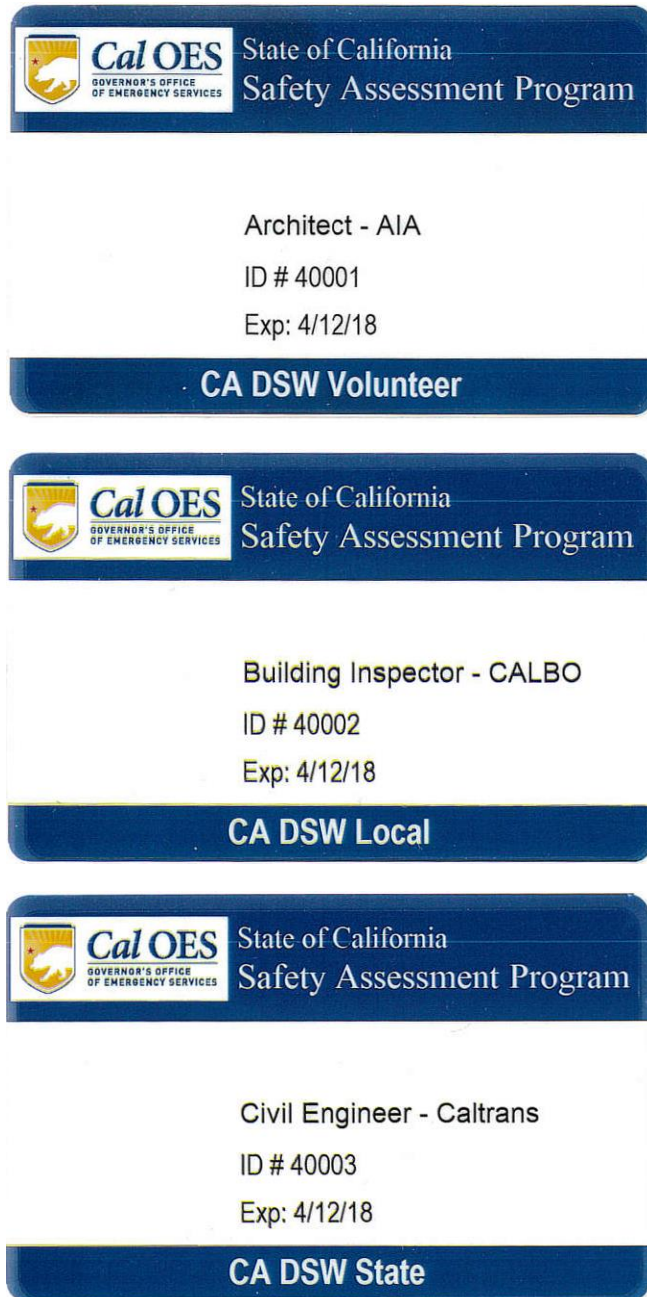 Cal OES
GOVERNOR'S OFFICE
OF EMERGENCY SERVICES
State of California
Safety Assessment Program
Architect - AIA
ID # 40001
Exp: 4/12/18
CA DSW Volunteer
Cal OES
GOVERNOR'S OFFICE
OF EMERGENCY SERVICES
State of California
Safety Assessment Program
Building Inspector - CALBO
ID # 40002
Exp: 4/12/18
CA DSW Local
Cal OES
GOVERNOR'S OFFICE
OF EMERGENCY SERVICES
State of California
Safety Assessment Program
Civil Engineer - Caltrans
ID # 40003
Exp: 4/12/18
CA DSW State